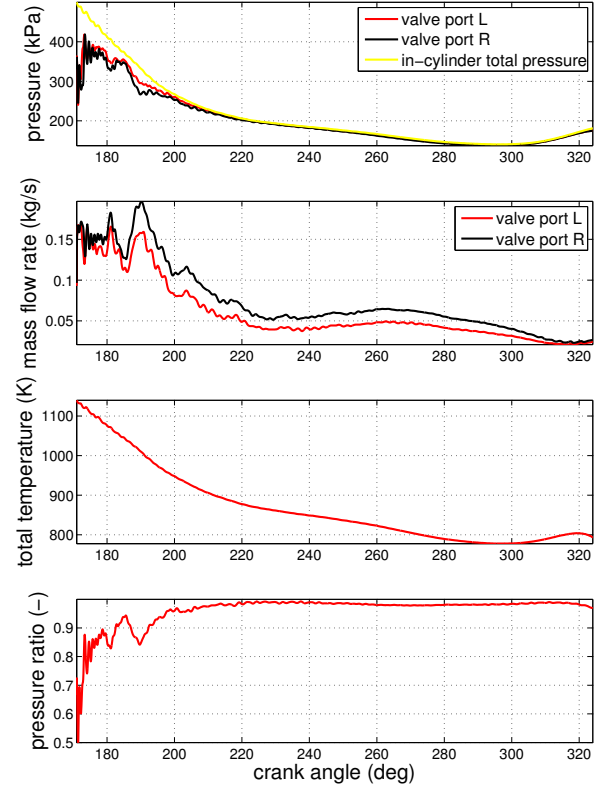 pressure (kPa)
400
300
200
180 200 220 240 260 280 300 320
valve port L
valve port R
in-cylinder total pressure
mass flow rate (kg/s)
0.15
0.1
0.05
180 200 220 240 260 280 300 320
valve port L
valve port R
total temperature (K)
1100
1000
900
800
180 200 220 240 260 280 300 320
pressure ratio (−)
0.9
0.8
0.7
0.6
0.5
180 200 220 240 260 280 300 320
crank angle (deg)